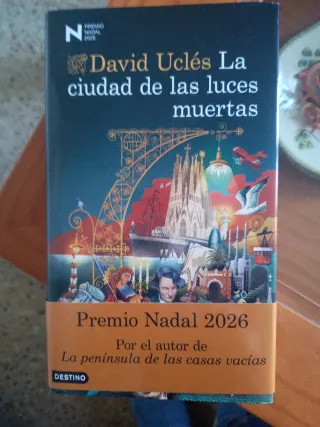 N PREMIO
NADAL
2026
David Uclés La
ciudad de las luces
muertas
Premio Nadal 2026
Por el autor de
La península de las casas vacías
DESTINO